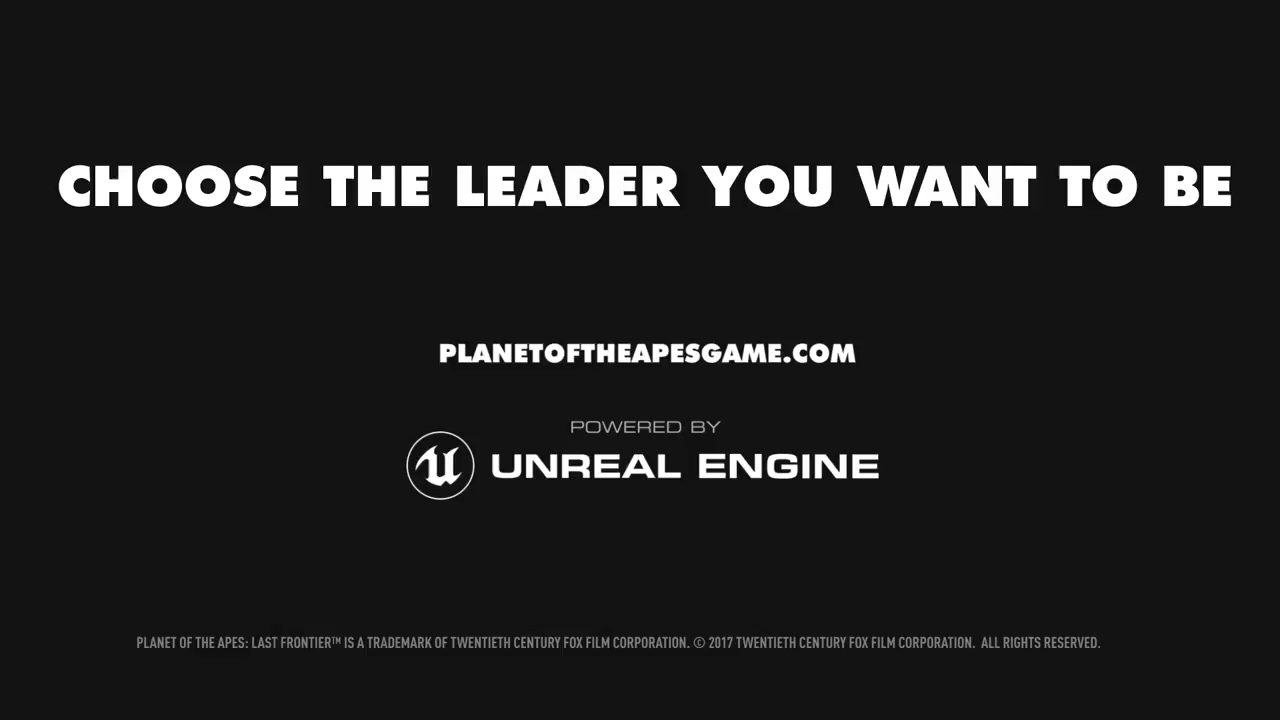 CHOOSE THE LEADER YOU WANT TO BE
PLANETOFTHEAPESGAME.COM
POWERED BY
UNREAL ENGINE
PLANET OF THE APES: LAST FRONTIER™ IS A TRADEMARK OF TWENTIETH CENTURY FOX FILM CORPORATION. © 2017 TWENTIETH CENTURY FOX FILM CORPORATION. ALL RIGHTS RESERVED.